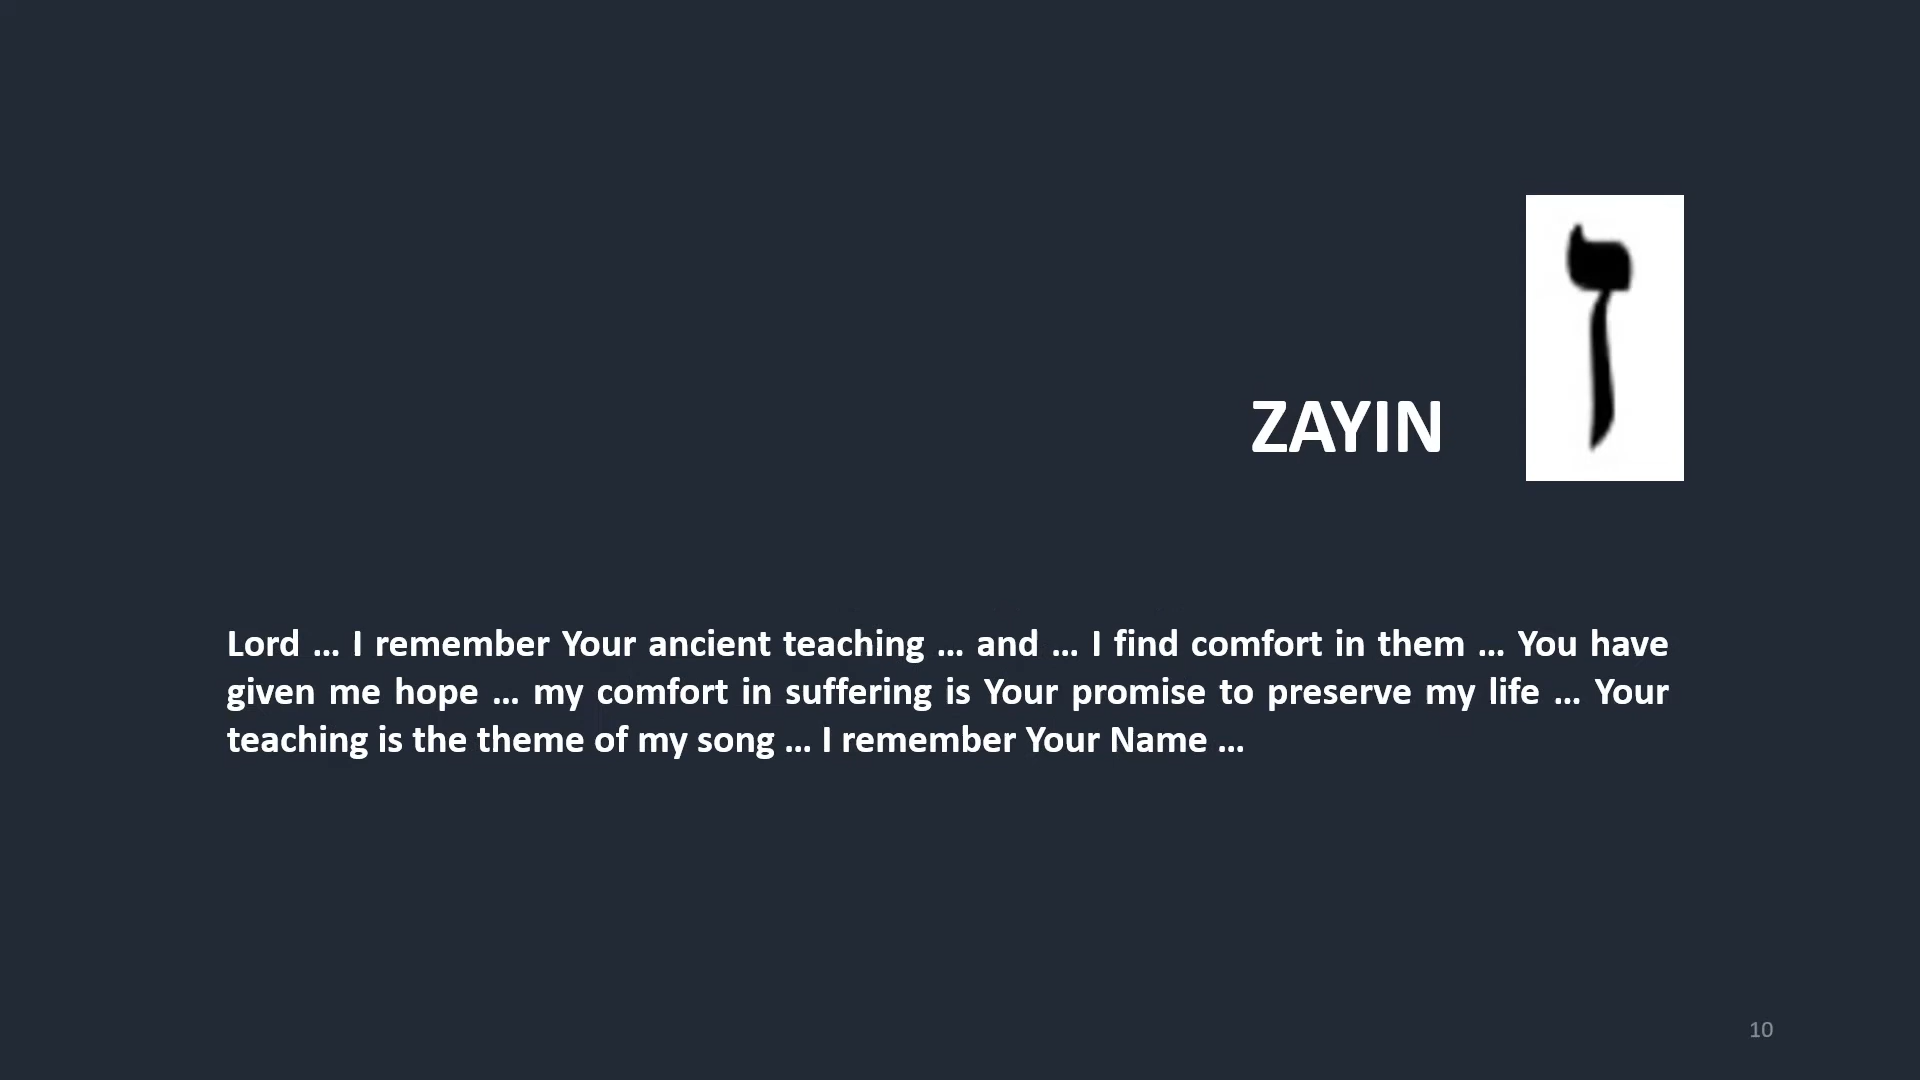 ז
ZAYIN
Lord ... I remember Your ancient teaching ... and ... I find comfort in them ... You have
given me hope ... my comfort in suffering is Your promise to preserve my life ... Your
teaching is the theme of my song ... I remember Your Name ...
10